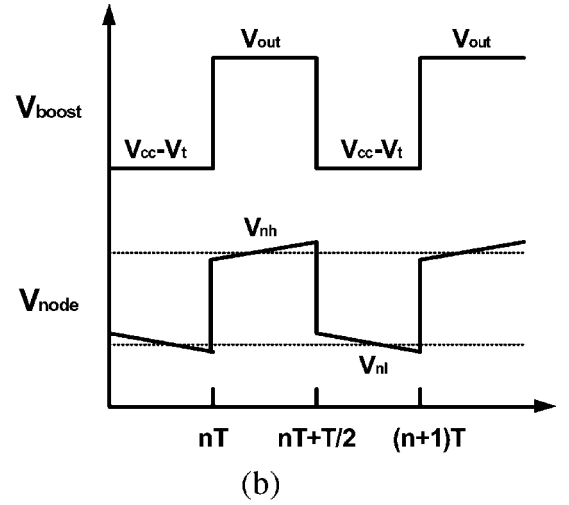 Vout Vout
Vboost
Vcc-Vt Vcc-Vt
Vnh
Vnode
Vnl
nT nT+T/2 (n+1)T
(b)